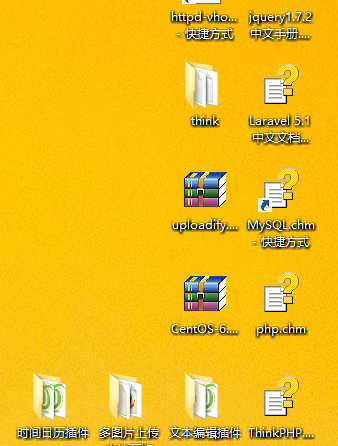 httpd-vho...
- 快捷方式
jquery1.7.2
中文手册....
think
Laravel 5.1
中文文档...
uploadify....
MySQL.chm
- 快捷方式
CentOS-6....
php.chm
时间日历插件
多图片上传
文本编辑插件
ThinkPHP....